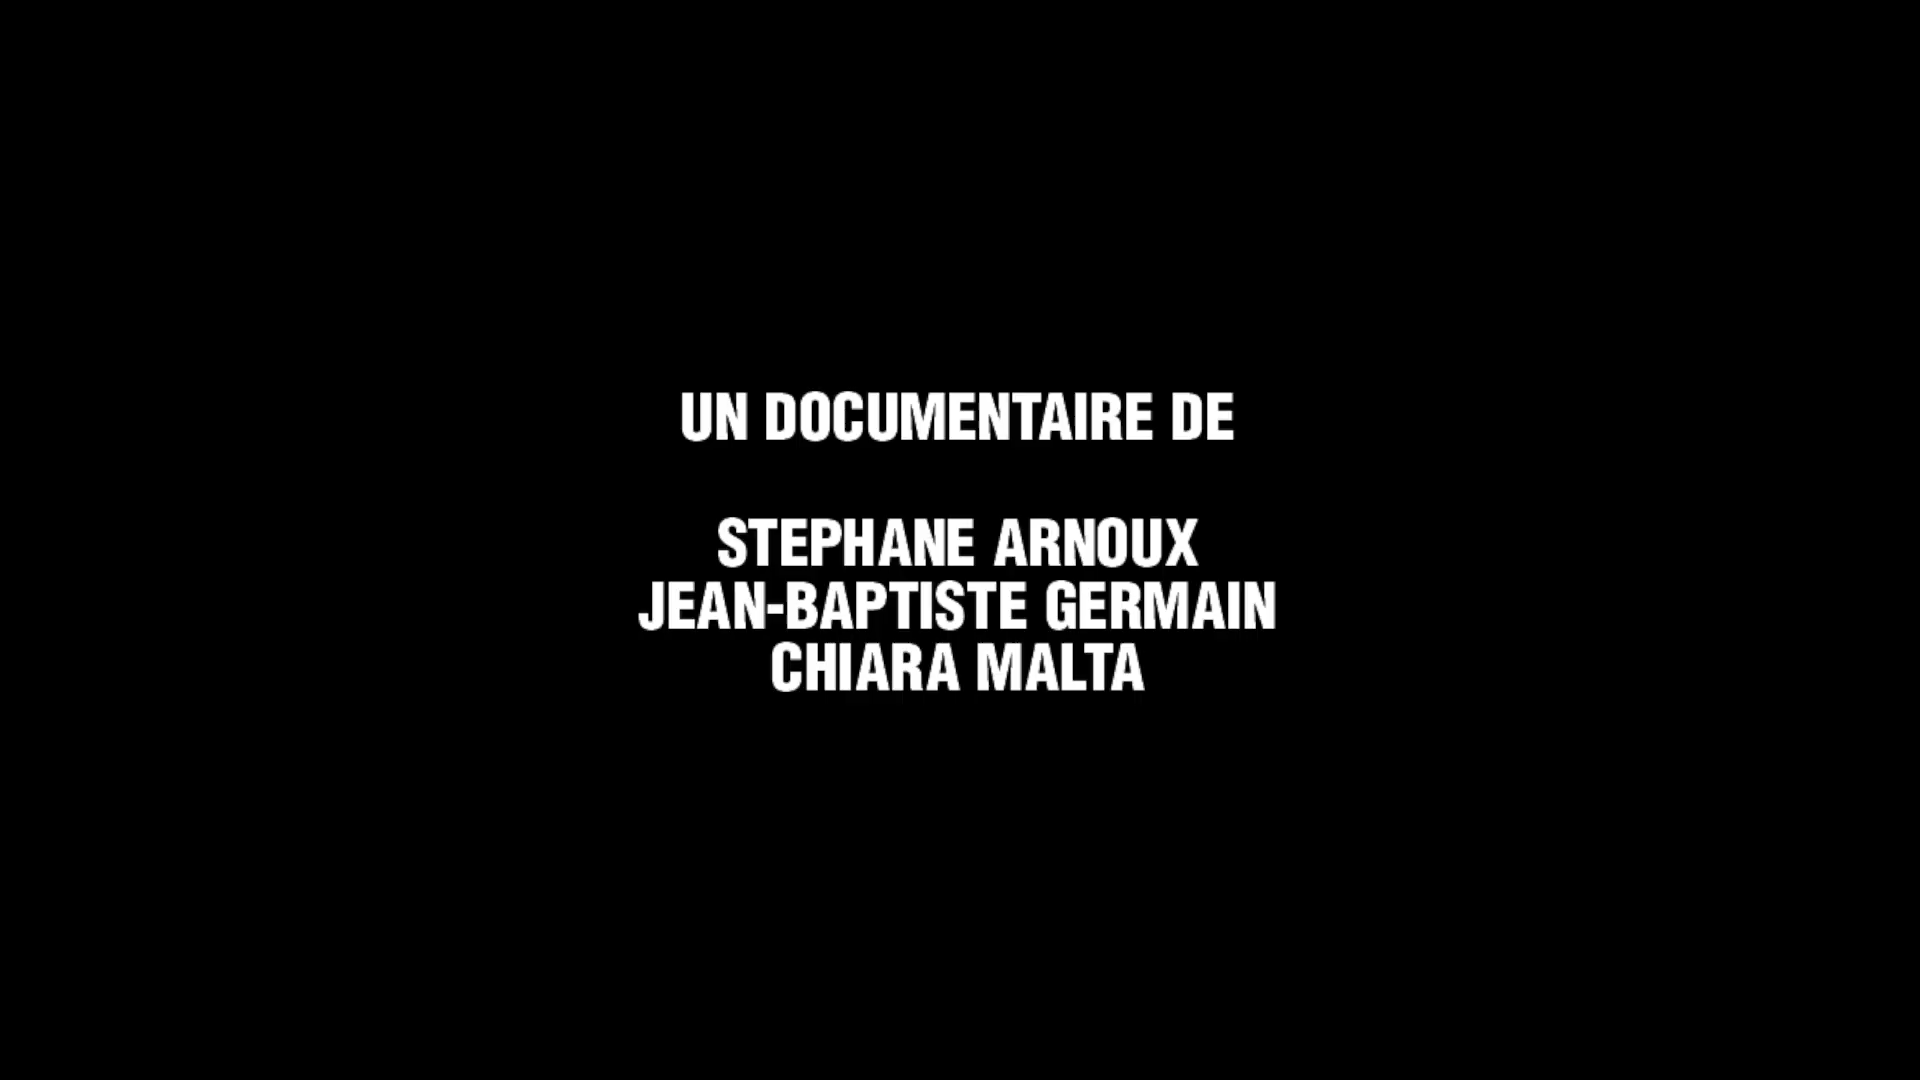 UN DOCUMENTAIRE DE
STEPHANE ARNOUX
JEAN-BAPTISTE GERMAIN
CHIARA MALTA